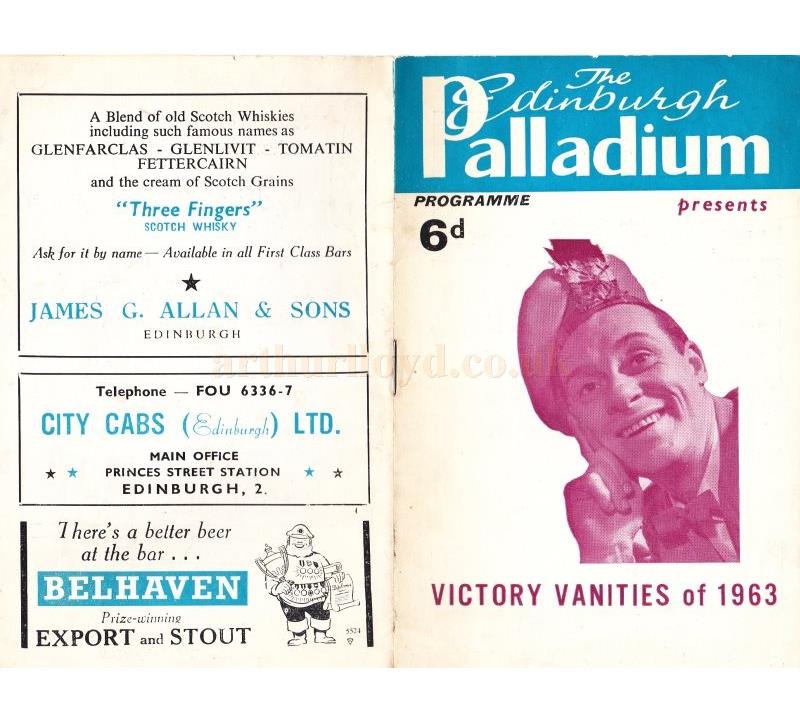 A Blend of old Scotch Whiskies
including such famous names as
GLENFARCLAS - GLENLIVIT - TOMATIN
FETTERCAIRN
and the cream of Scotch Grains
"Three Fingers"
SCOTCH WHISKY
Ask for it by name — Available in all First Class Bars
JAMES G. ALLAN & SONS
EDINBURGH
Telephone — FOU 6336-7
CITY CABS (Edinburgh) LTD.
MAIN OFFICE
PRINCES STREET STATION
EDINBURGH, 2.
There's a better beer
at the bar . . .
BELHAVEN
Prize-winning
EXPORT and STOUT
5524
The
Edinburgh
Palladium
PROGRAMME
presents
6d
VICTORY VANITIES of 1963
arthurlloyd.co.uk